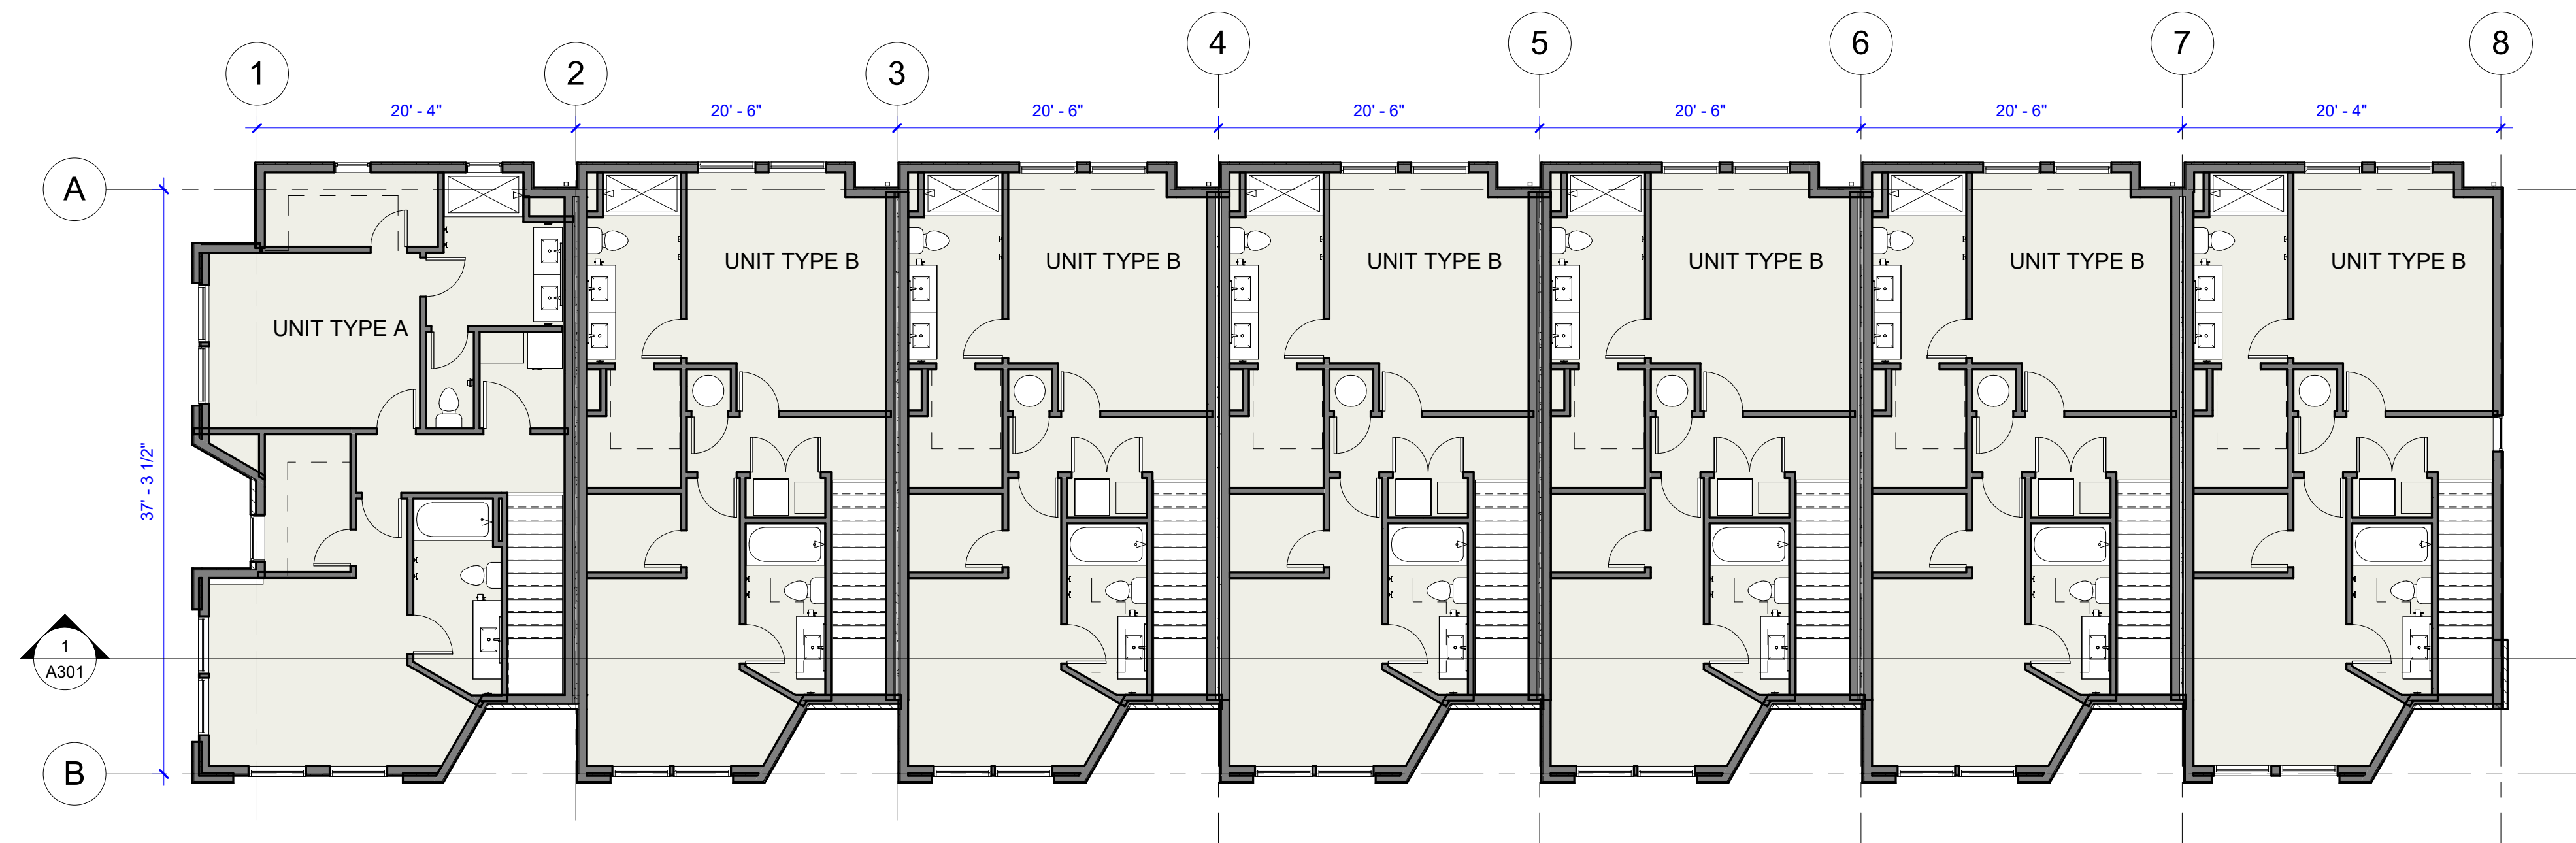 1
2
3
4
5
6
7
8
20' - 4"
20' - 6"
20' - 6"
20' - 6"
20' - 6"
20' - 6"
20' - 4"
A
UNIT TYPE B
UNIT TYPE B
UNIT TYPE B
UNIT TYPE B
UNIT TYPE B
UNIT TYPE B
UNIT TYPE A
37' - 3 1/2"
1
A301
B